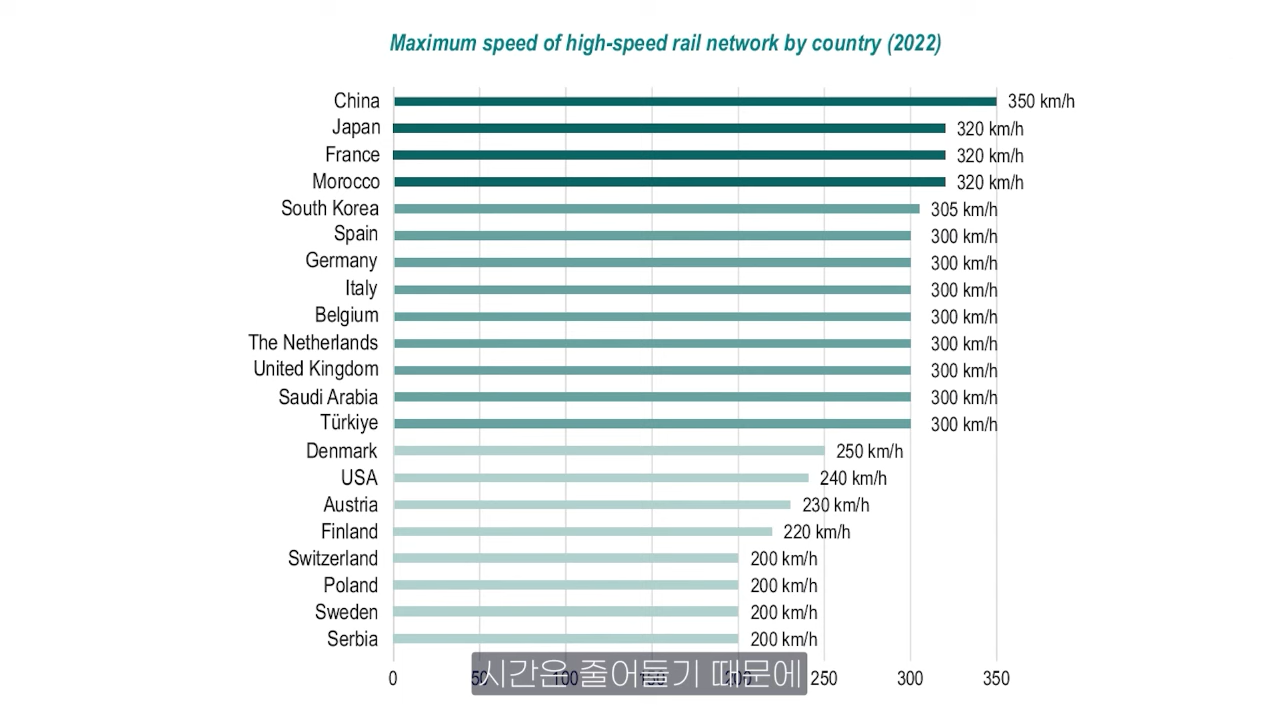 Maximum speed of high-speed rail network by country (2022)
China 350 km/h
Japan 320 km/h
France 320 km/h
Morocco 320 km/h
South Korea 305 km/h
Spain 300 km/h
Germany 300 km/h
Italy 300 km/h
Belgium 300 km/h
The Netherlands 300 km/h
United Kingdom 300 km/h
Saudi Arabia 300 km/h
Türkiye 300 km/h
Denmark 250 km/h
USA 240 km/h
Austria 230 km/h
Finland 220 km/h
Switzerland 200 km/h
Poland 200 km/h
Sweden 200 km/h
Serbia 200 km/h
0 50 100 150 200 250 300 350
시간은 줄어들기 때문에